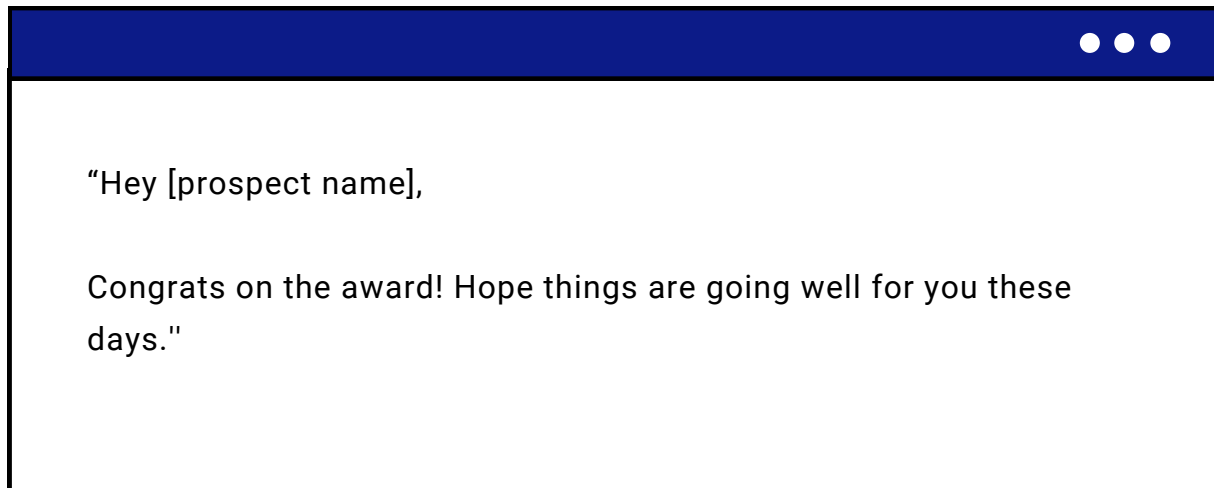 “Hey [prospect name],
Congrats on the award! Hope things are going well for you these
days.''